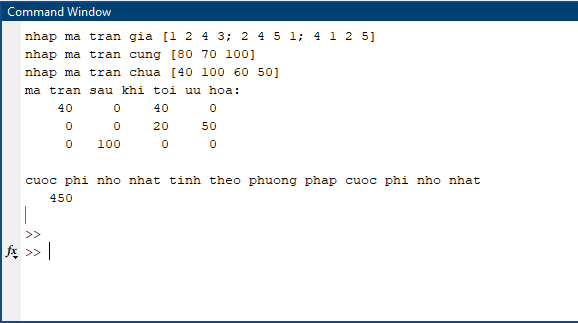 Command Window
nhap ma tran gia [1 2 4 3; 2 4 5 1; 4 1 2 5]
nhap ma tran cung [80 70 100]
nhap ma tran chua [40 100 60 50]
ma tran sau khi toi uu hoa:
40 0 40 0
0 0 20 50
0 100 0 0
cuoc phi nho nhat tinh theo phuong phap cuoc phi nho nhat
450
>>
fx >>